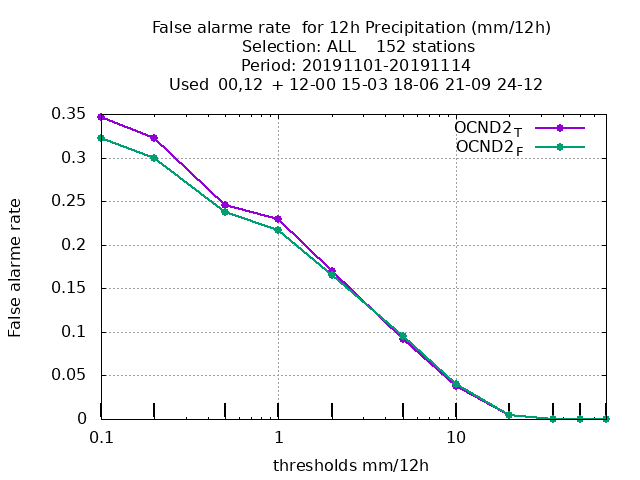 False alarme rate  for 12h Precipitation (mm/12h)
Selection: ALL    152 stations
Period: 20191101-20191114
Used  00,12  + 12-00 15-03 18-06 21-09 24-12
OCND2_T
OCND2_F
0.35
0.3
0.25
0.2
0.15
0.1
0.05
0
False alarme rate
0.1
1
10
thresholds mm/12h